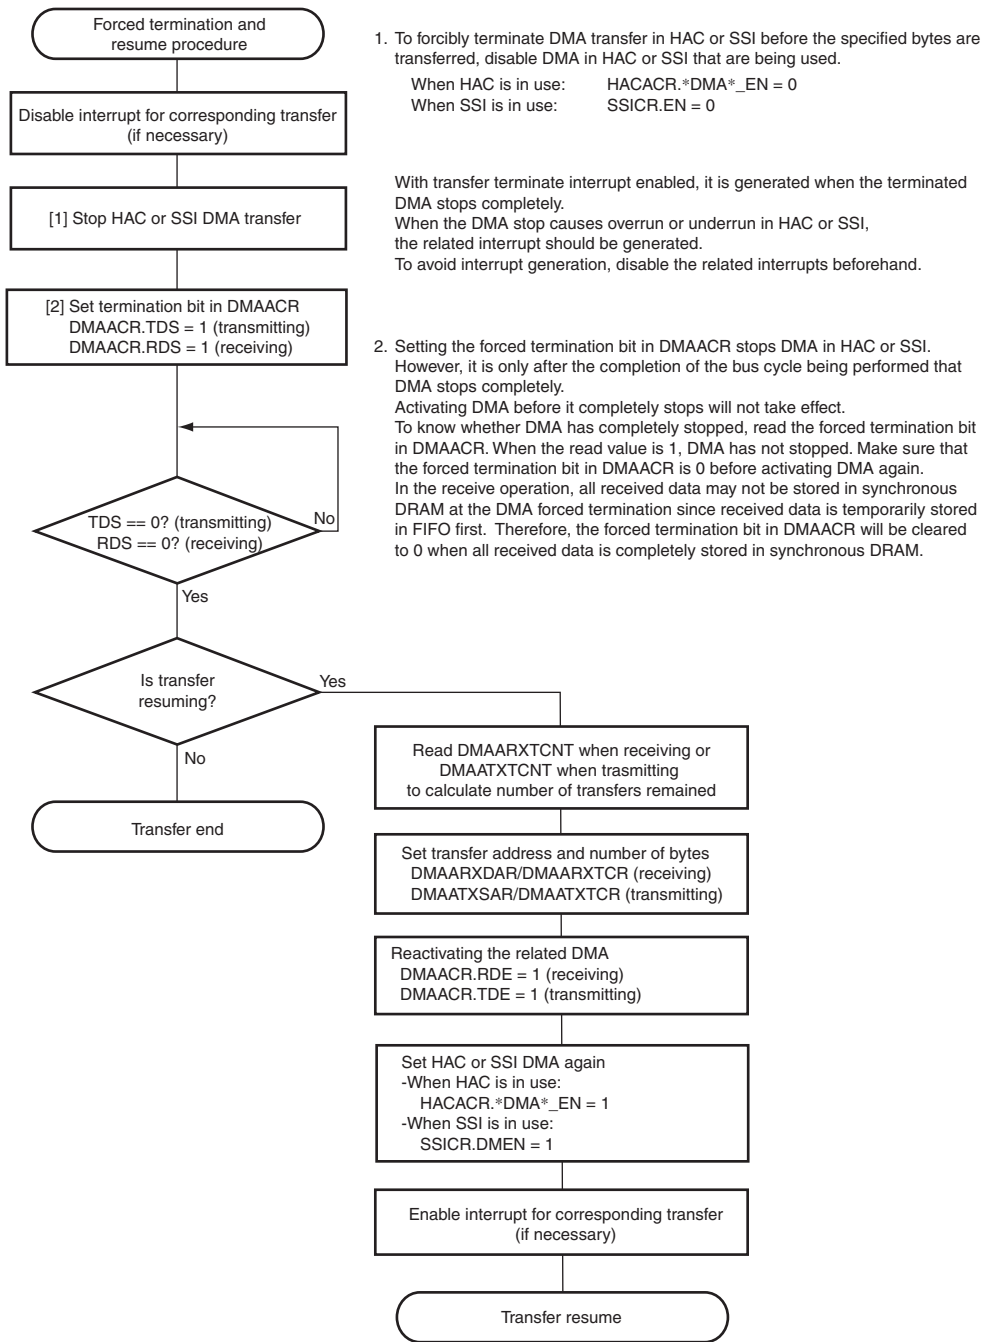 Forced termination and
resume procedure
Disable interrupt for corresponding transfer
(if necessary)
[1] Stop HAC or SSI DMA transfer
[2] Set termination bit in DMAACR
DMAACR.TDS = 1 (transmitting)
DMAACR.RDS = 1 (receiving)
TDS == 0? (transmitting)
RDS == 0? (receiving)
No
Yes
Is transfer
resuming?
Yes
No
Transfer end
1. To forcibly terminate DMA transfer in HAC or SSI before the specified bytes are
transferred, disable DMA in HAC or SSI that are being used.
When HAC is in use: HACACR.*DMA*_EN = 0
When SSI is in use: SSICR.EN = 0
With transfer terminate interrupt enabled, it is generated when the terminated
DMA stops completely.
When the DMA stop causes overrun or underrun in HAC or SSI,
the related interrupt should be generated.
To avoid interrupt generation, disable the related interrupts beforehand.
2. Setting the forced termination bit in DMAACR stops DMA in HAC or SSI.
However, it is only after the completion of the bus cycle being performed that
DMA stops completely.
Activating DMA before it completely stops will not take effect.
To know whether DMA has completely stopped, read the forced termination bit
in DMAACR. When the read value is 1, DMA has not stopped. Make sure that
the forced termination bit in DMAACR is 0 before activating DMA again.
In the receive operation, all received data may not be stored in synchronous
DRAM at the DMA forced termination since received data is temporarily stored
in FIFO first. Therefore, the forced termination bit in DMAACR will be cleared
to 0 when all received data is completely stored in synchronous DRAM.
Read DMAARXTCNT when receiving or
DMAATXTCNT when trasmitting
to calculate number of transfers remained
Set transfer address and number of bytes
DMAARXDAR/DMAARXTCR (receiving)
DMAATXSAR/DMAATXTCR (transmitting)
Reactivating the related DMA
DMAACR.RDE = 1 (receiving)
DMAACR.TDE = 1 (transmitting)
Set HAC or SSI DMA again
-When HAC is in use:
HACACR.*DMA*_EN = 1
-When SSI is in use:
SSICR.DMEN = 1
Enable interrupt for corresponding transfer
(if necessary)
Transfer resume